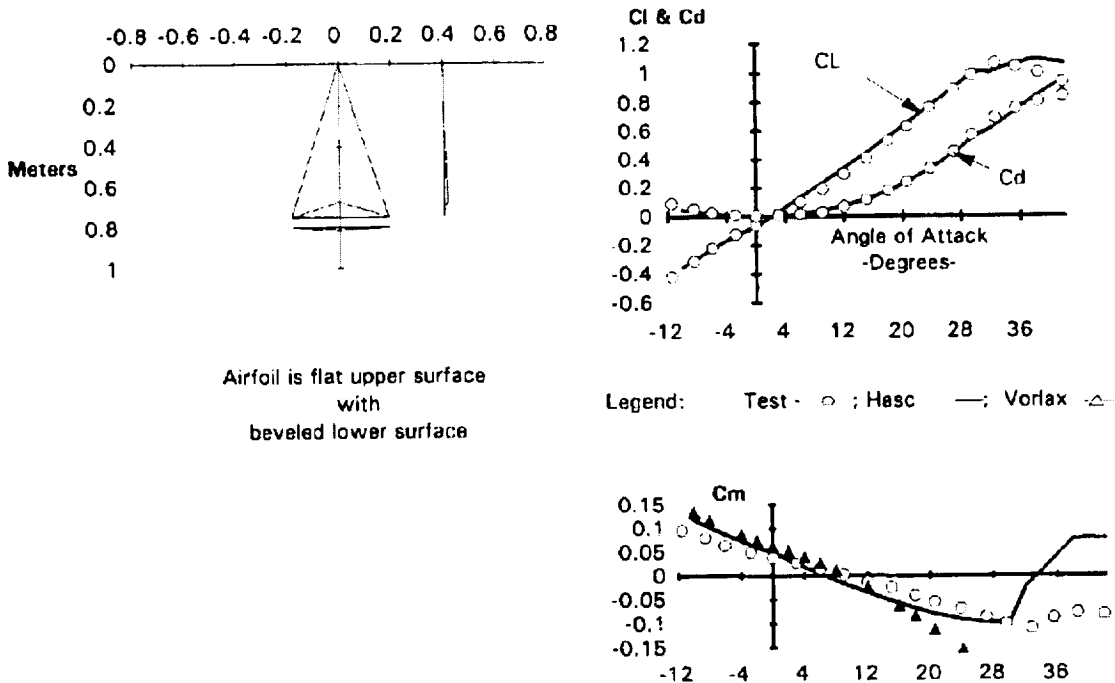 -0.8 -0.6 -0.4 -0.2 0 0.2 0.4 0.6 0.8
0
0.2
0.4
Meters
0.6
0.8
1
Airfoil is flat upper surface
with
beveled lower surface
Cl & Cd
1.2
1
0.8
0.6
0.4
0.2
0
-0.2
-0.4
-0.6
CL
Cd
Angle of Attack
-Degrees-
-12 -4 4 12 20 28 36
Legend: Test - ○ ; Hasc —; Vorlax -▲-
Cm
0.15
0.1
0.05
0
-0.05
-0.1
-0.15
-12 -4 4 12 20 28 36